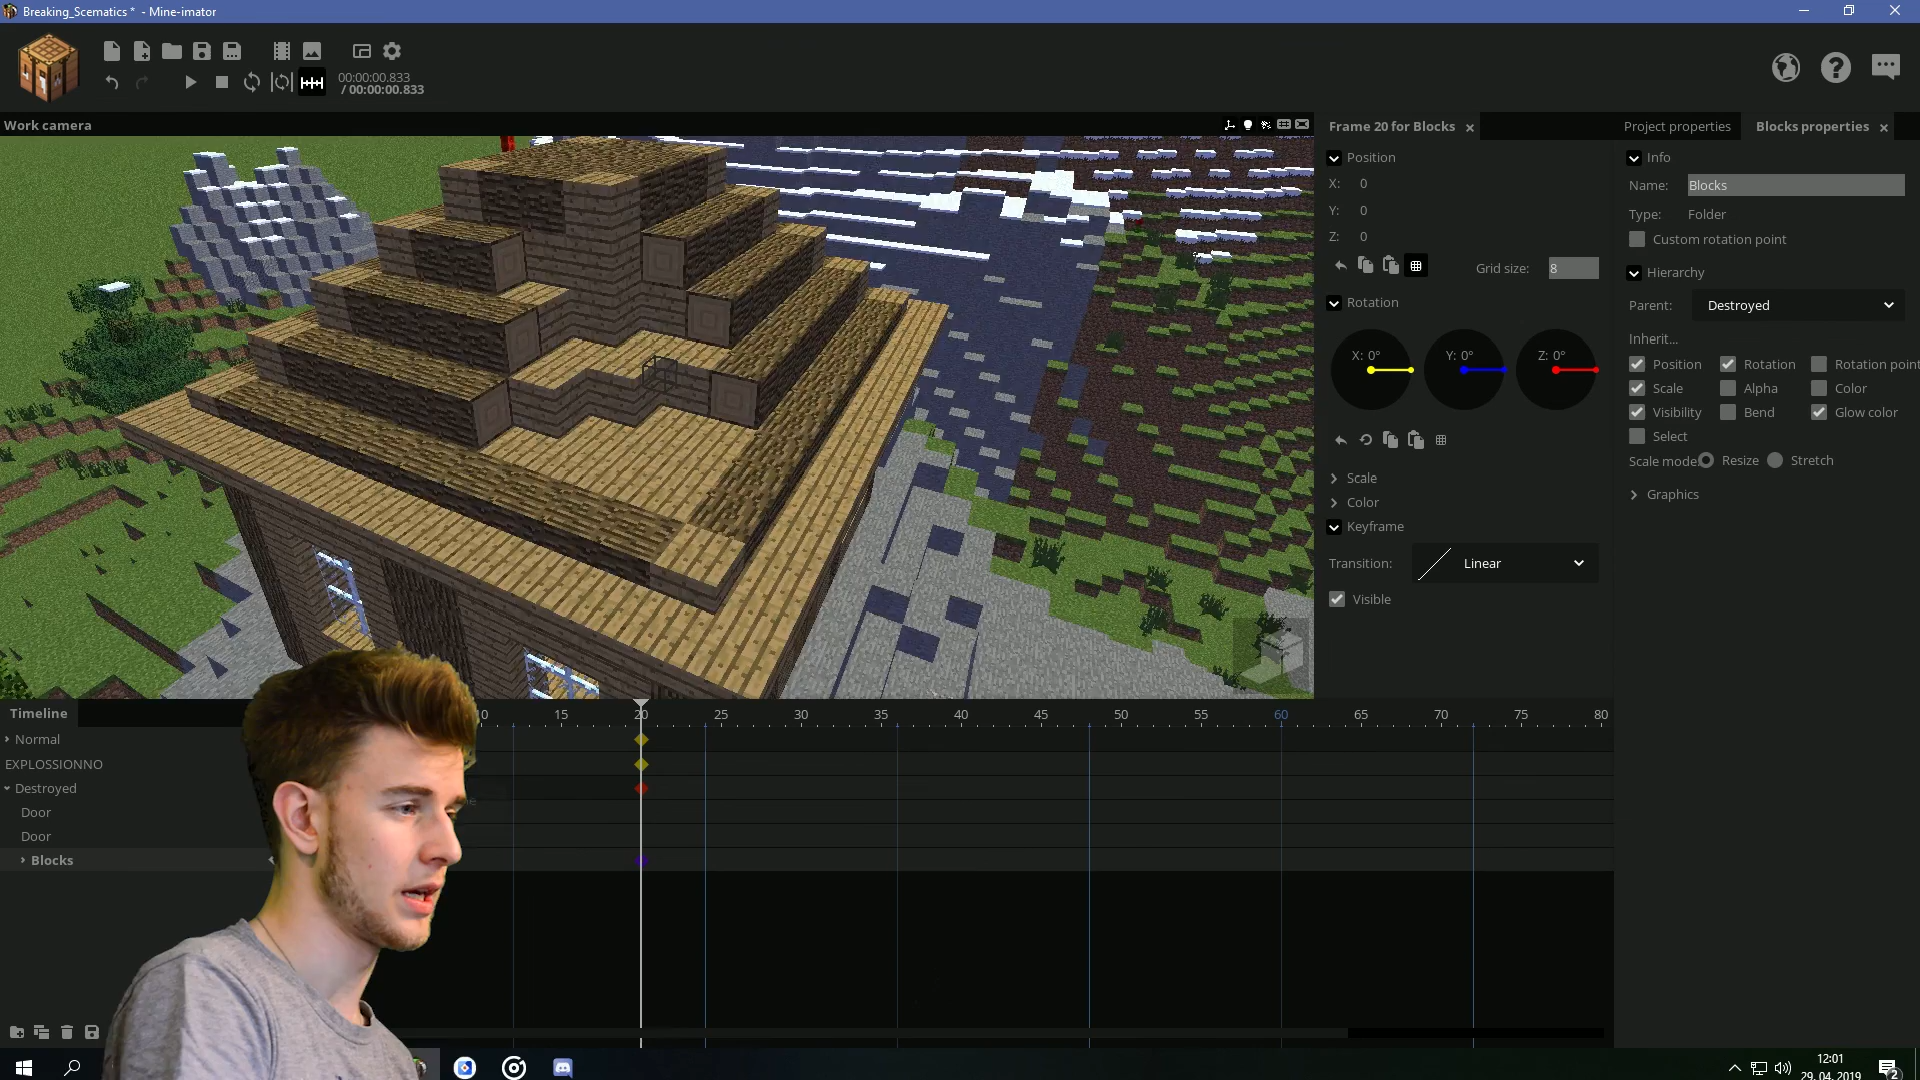 Breaking_Scematics * - Mine-imator
00:00:00.833
/ 00:00:00.833
Work camera
Frame 20 for Blocks
Project properties
Blocks properties
Position
X: 0
Y: 0
Z: 0
Grid size: 8
Rotation
X: 0°
Y: 0°
Z: 0°
Scale
Color
Keyframe
Transition: Linear
Visible
Info
Name: Blocks
Type: Folder
Custom rotation point
Hierarchy
Parent: Destroyed
Inherit...
Position Rotation Rotation point
Scale Alpha Color
Visibility Bend Glow color
Select
Scale mode Resize Stretch
Graphics
Timeline
15 20 25 30 35 40 45 50 55 60 65 70 75 80
Normal
EXPLOSSIONNO
Destroyed
Door
Door
Blocks
12:01
29.04.2019
2